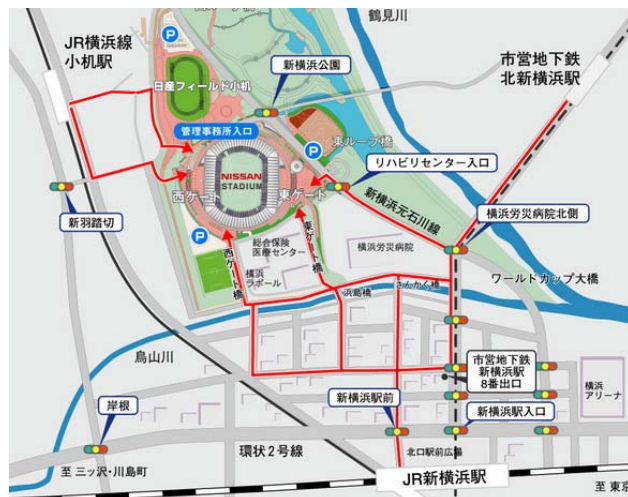 鶴見川
JR横浜線
小机駅
市営地下鉄
北新横浜駅
P
新横浜公園
日産フィールド小机
管理事務所入口
東ループ橋
P
リハビリセンター入口
NISSAN
STADIUM
西ゲート
東ゲート
新羽踏切
新横浜元石川線
横浜労災病院北側
P
総合保険
医療センター
横浜労災病院
西ゲート橋
東ゲート橋
横浜
ラポール
浜鳥橋
さんかく橋
ワールドカップ大橋
鳥山川
市営地下鉄
新横浜駅
8番出口
横浜
アリーナ
岸根
新横浜駅前
新横浜駅入口
環状2号線
北口駅前広場
至 三ッ沢・川島町
JR新横浜駅
至 東京